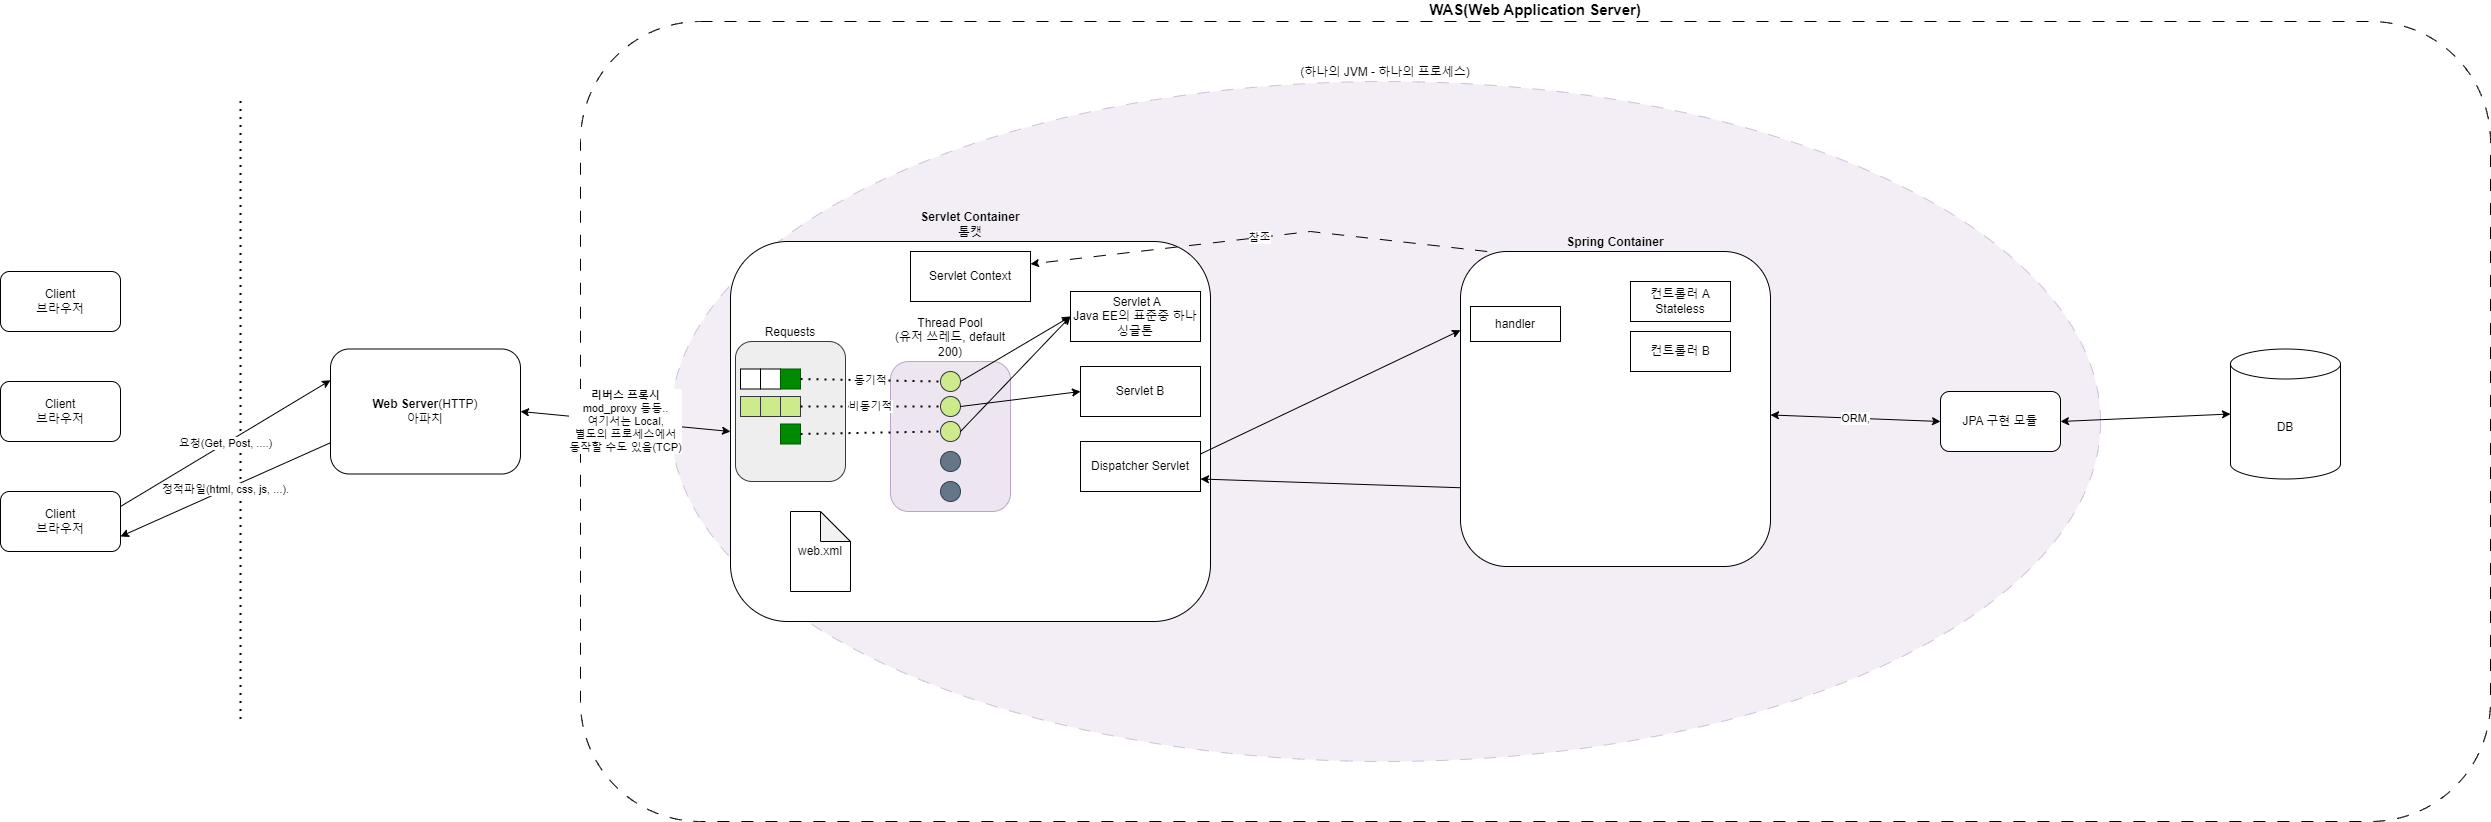 WAS(Web Application Server)
(하나의 JVM - 하나의 프로세스)
Client
브라우저
Client
브라우저
Client
브라우저
요청(Get, Post, ....)
정적파일(html, css, js, ...).
Web Server(HTTP)
아파치
리버스 프록시
mod_proxy 등등..
여기서는 Local,
별도의 프로세스에서
동작할 수도 있음(TCP)
Servlet Container
톰캣
Servlet Context
Requests
동기적
비동기적
Thread Pool
(유저 쓰레드, default
200)
Servlet A
Java EE의 표준중 하나
싱글톤
Servlet B
Dispatcher Servlet
web.xml
참조
Spring Container
handler
컨트롤러 A
Stateless
컨트롤러 B
ORM,
JPA 구현 모듈
DB